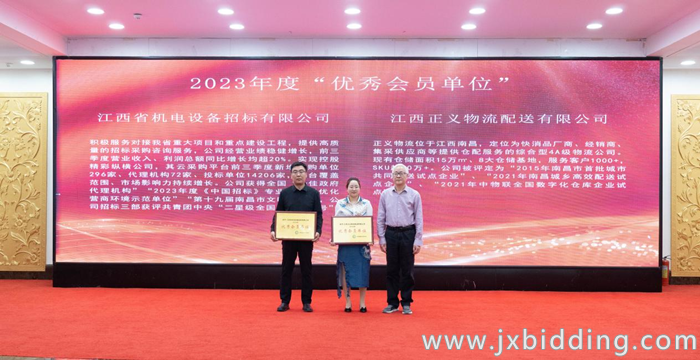 2023年度“优秀会员单位”
江西省机电设备招标有限公司
江西正义物流配送有限公司
积极服务对接我省重大项目和重点建设工程，提供高质
量的招标采购咨询服务，公司经营业绩稳健增长，前三
季度营业收入、利润总额同比增长均超20%。实现控股
精彩纵横公司，其云采购平台前三季度新增采购单位
296家、代理机构72家、投标单位14206家
范围、市场影响力持续增长。公司获得全国
代理机构”“2023年度《中国招标》
营商环境示范单位”“第十九届南昌市文
司招标三部获评共青团中央“二星级全国
正义物流位于江西南昌，定位为快消品厂商、经销商、
集采供应商等提供仓配服务的综合型4A级物流公司。
现有仓储面积15万㎡、8大仓储基地，服务客户1000+，
公司被评定为“2015年南昌首批城市
“2021年南昌城乡高效配送试
“2021年中物联全国数字化仓库企业试
www.jxbidding.com